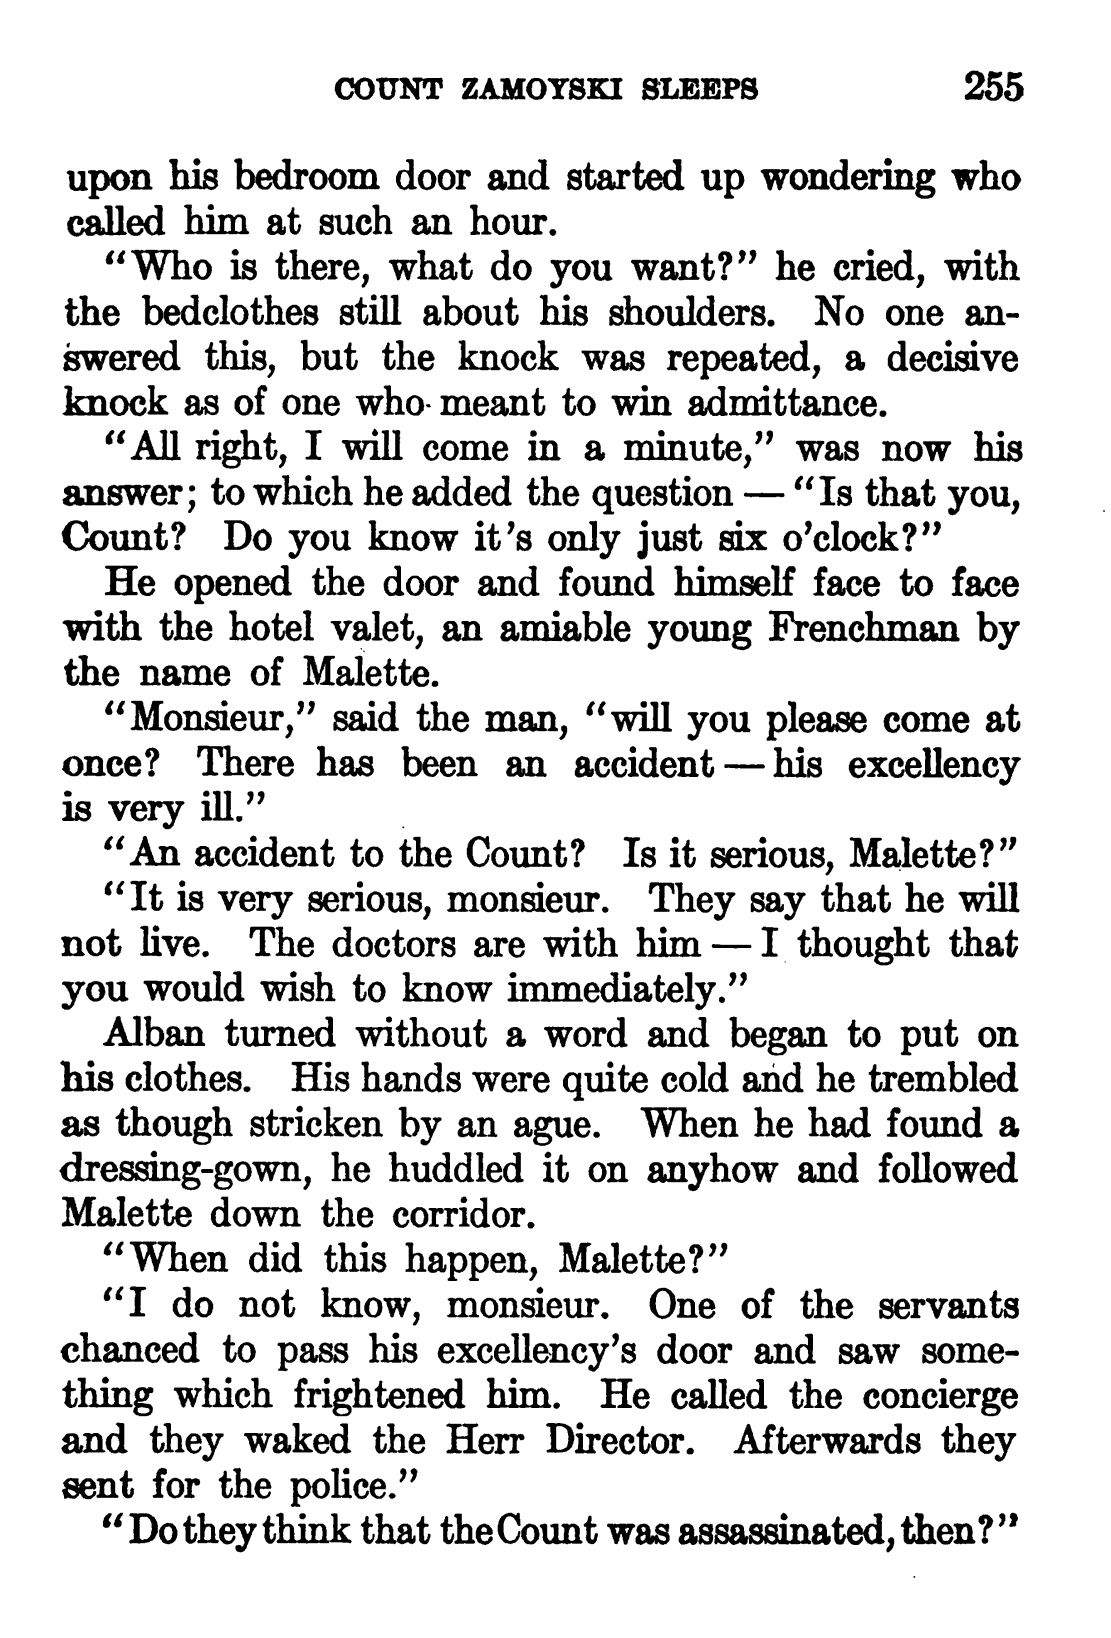 COUNT ZAMOYSKI SLEEPS 255
upon his bedroom door and started up wondering who
called him at such an hour.
"Who is there, what do you want?" he cried, with
the bedclothes still about his shoulders. No one an-
swered this, but the knock was repeated, a decisive
knock as of one who meant to win admittance.
"All right, I will come in a minute," was now his
answer; to which he added the question — "Is that you,
Count? Do you know it's only just six o'clock?"
He opened the door and found himself face to face
with the hotel valet, an amiable young Frenchman by
the name of Malette.
"Monsieur," said the man, "will you please come at
once? There has been an accident — his excellency
is very ill."
"An accident to the Count? Is it serious, Malette?"
"It is very serious, monsieur. They say that he will
not live. The doctors are with him — I thought that
you would wish to know immediately."
Alban turned without a word and began to put on
his clothes. His hands were quite cold and he trembled
as though stricken by an ague. When he had found a
dressing-gown, he huddled it on anyhow and followed
Malette down the corridor.
"When did this happen, Malette?"
"I do not know, monsieur. One of the servants
chanced to pass his excellency's door and saw some-
thing which frightened him. He called the concierge
and they waked the Herr Director. Afterwards they
sent for the police."
"Do they think that the Count was assassinated, then?"